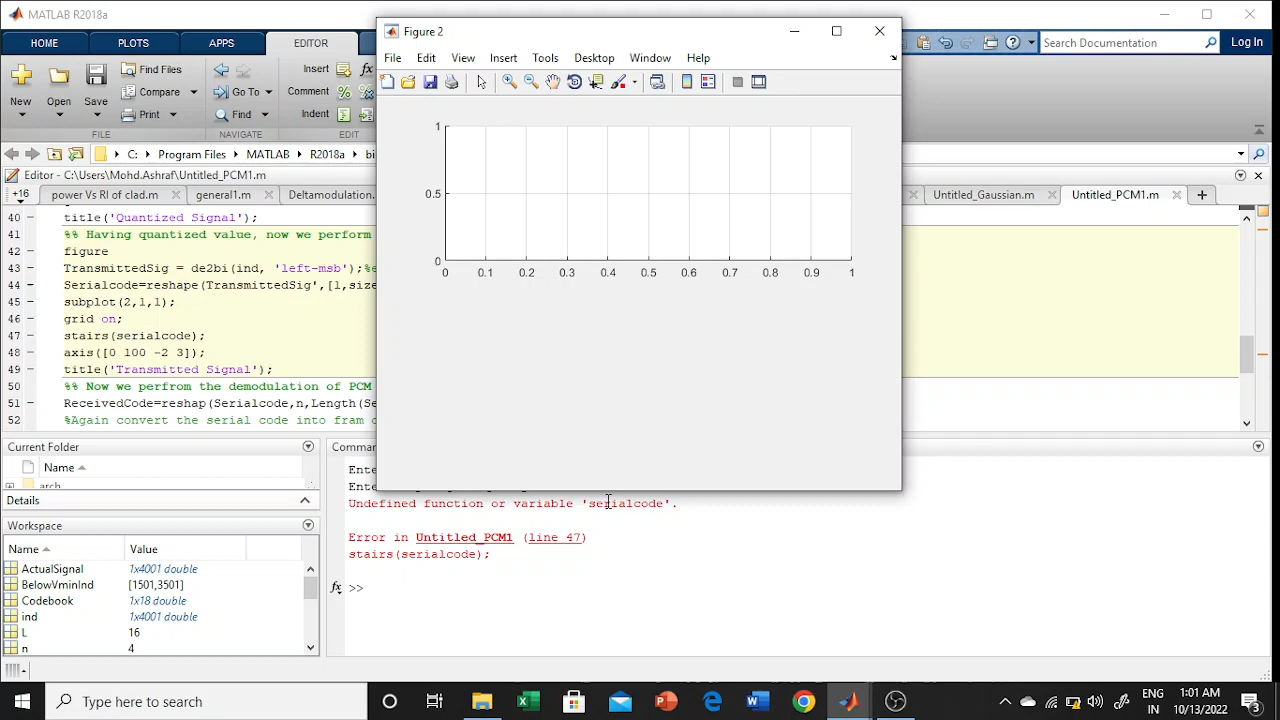 MATLAB R2018a
Figure 2
HOME PLOTS APPS EDITOR
Search Documentation
Log In
File Edit View Insert Tools Desktop Window Help
New Open Save
Find Files
Compare
Print
Go To
Find
Insert
Comment
Indent
FILE NAVIGATE EDIT
C: Program Files MATLAB R2018a
Editor - C:\Users\Mohd.Ashraf\Untitled_PCM1.m
+16 power Vs RI of clad.m general1.m Deltamodulation. Untitled_Gaussian.m Untitled_PCM1.m
1
0.5
0
0 0.1 0.2 0.3 0.4 0.5 0.6 0.7 0.8 0.9 1
40 title('Quantized Signal');
41 %% Having quantized value, now we perform
42 figure
43 TransmittedSig = de2bi(ind, 'left-msb');%
44 Serialcode=reshape(TransmittedSig',[1,size
45 subplot(2,1,1);
46 grid on;
47 stairs(serialcode);
48 axis([0 100 -2 3]);
49 title('Transmitted Signal');
50 %% Now we perfrom the demodulation of PCM
51 ReceivedCode=reshap(Serialcode,n,Length(Se
52 %Again convert the serial code into fram
Current Folder
Name
arch
Details
Workspace
Name Value
ActualSignal 1x4001 double
BelowVminInd [1501,3501]
Codebook 1x18 double
ind 1x4001 double
L 16
n 4
Undefined function or variable 'serialcode'.
Error in Untitled_PCM1 (line 47)
stairs(serialcode);
fx >>
Type here to search
ENG
IN
1:01 AM
10/13/2022
3